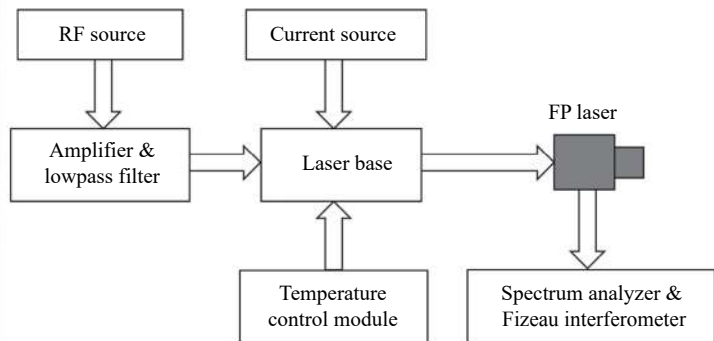 RF source
Current source
FP laser
Amplifier &
lowpass filter
Laser base
Temperature
control module
Spectrum analyzer &
Fizeau interferometer